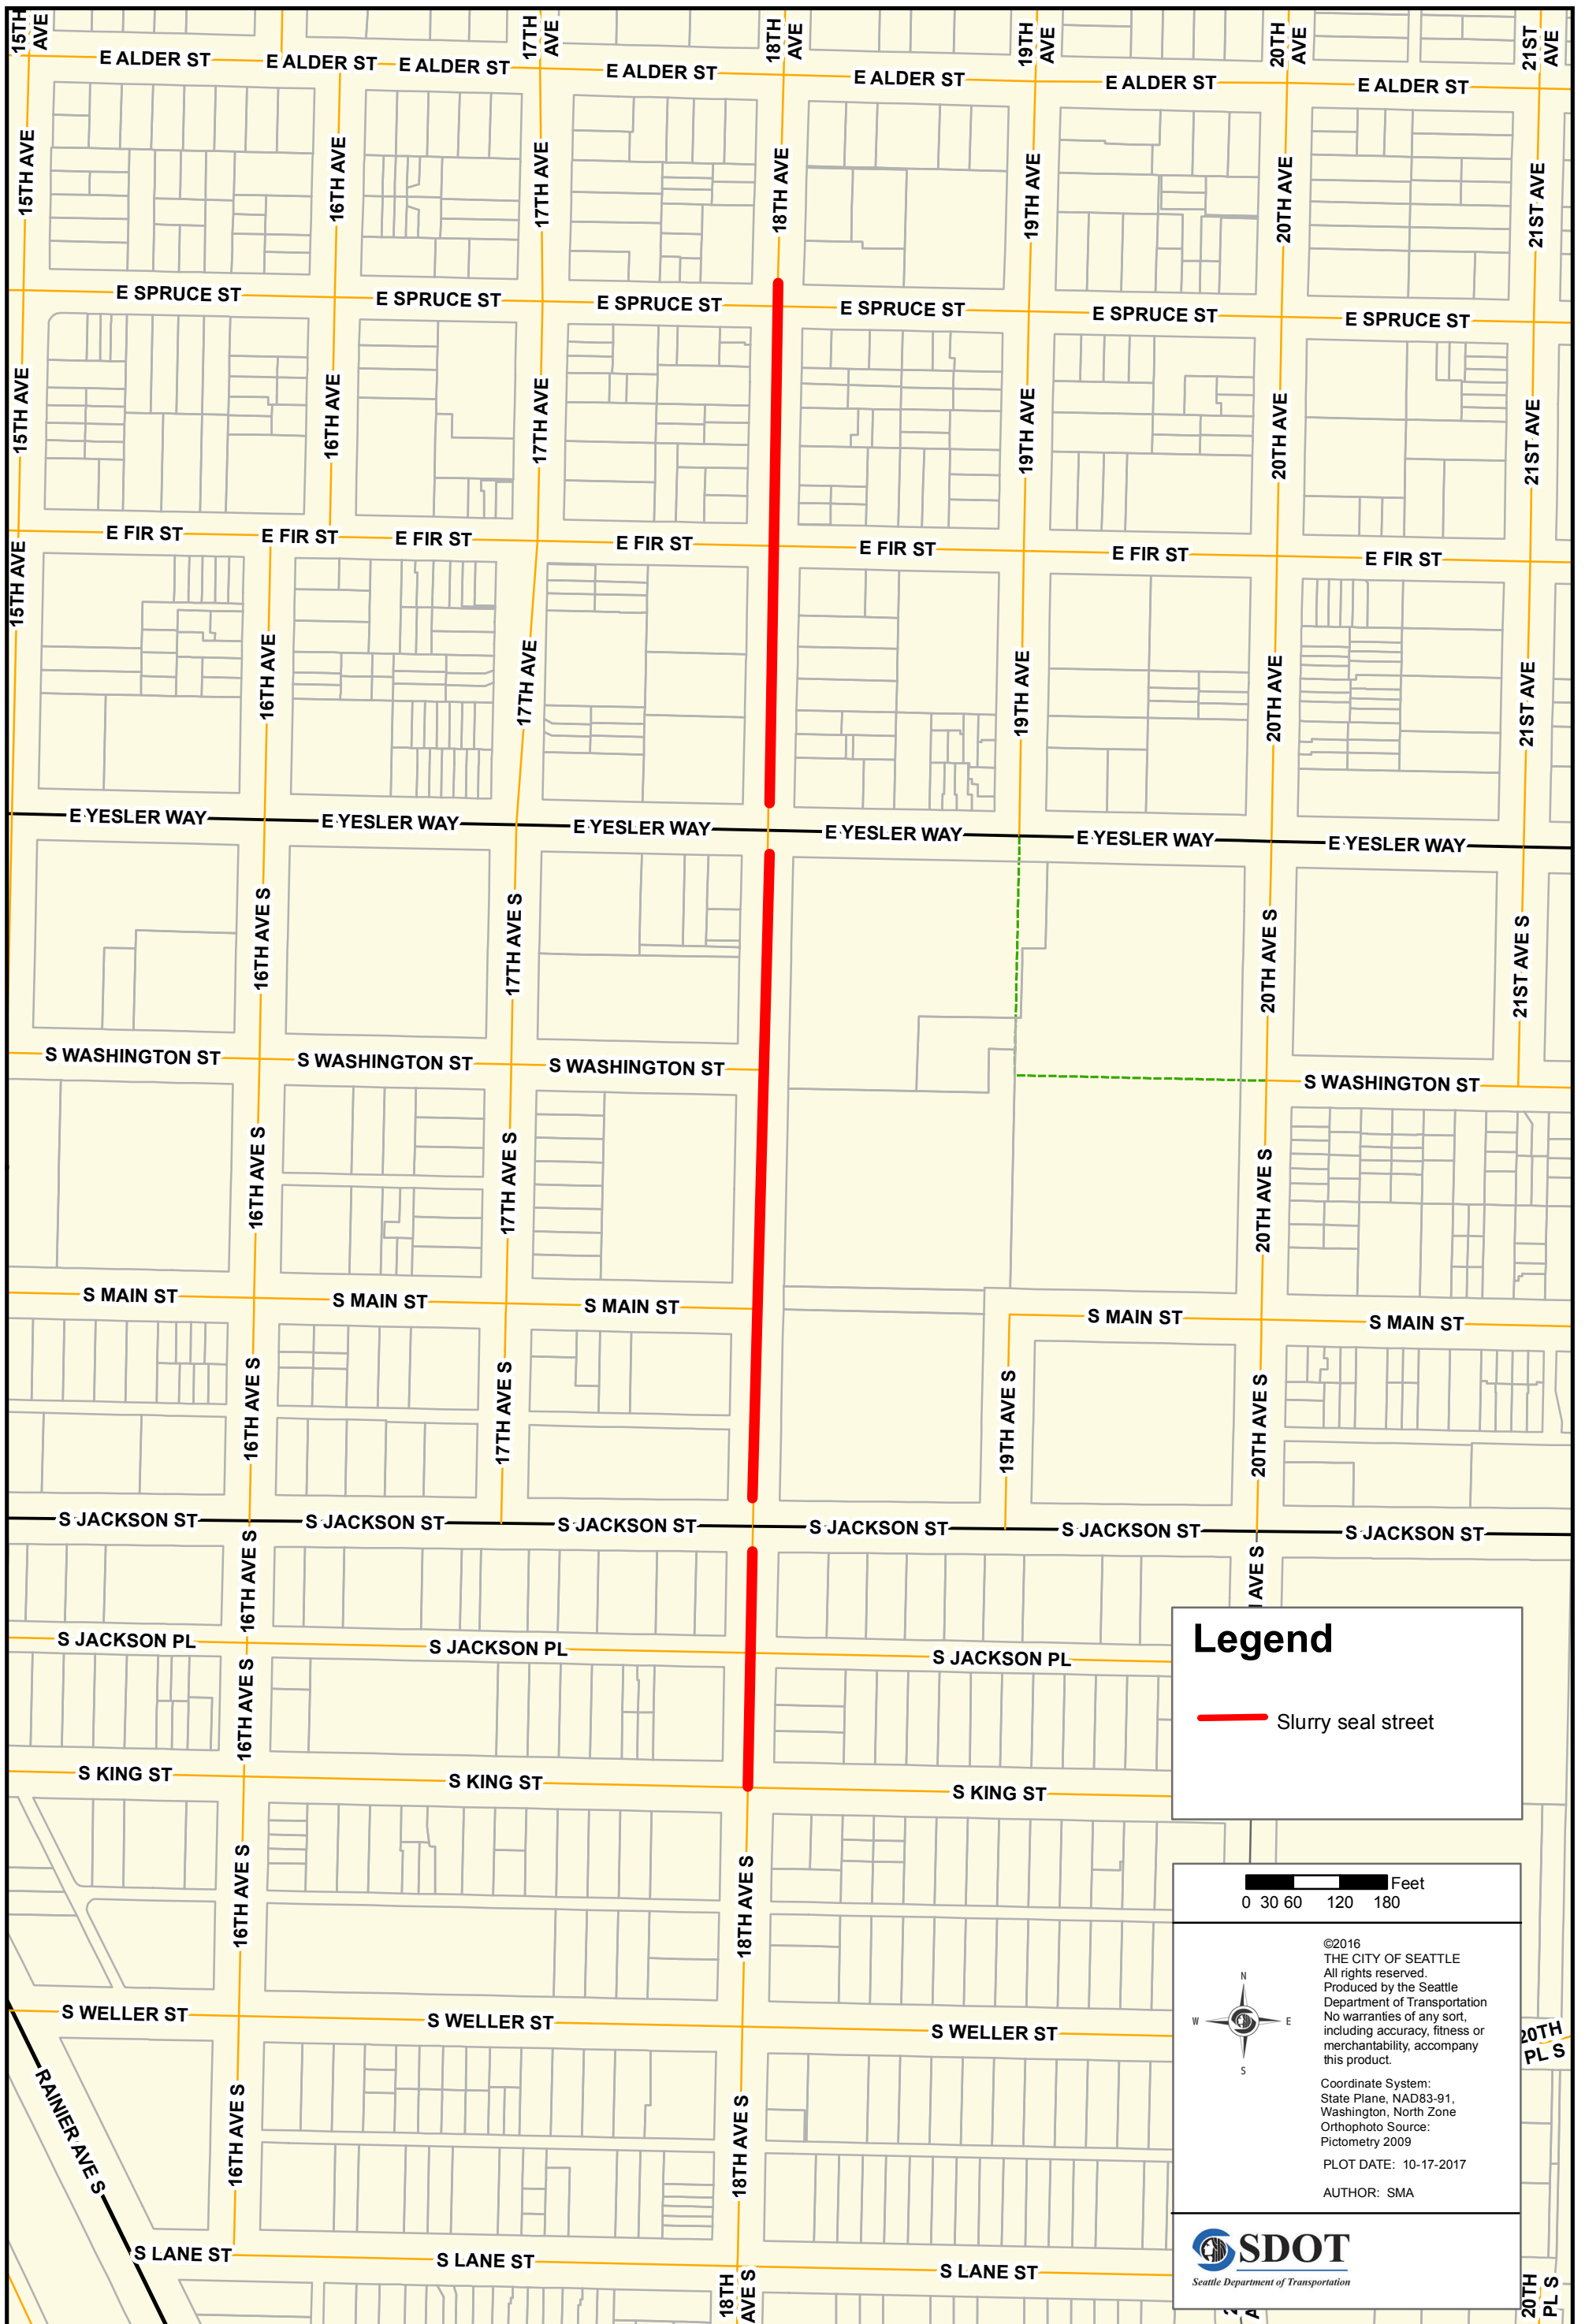 15TH AVE
17TH AVE
18TH AVE
19TH AVE
20TH AVE
21ST AVE
E ALDER ST
E ALDER ST
E ALDER ST
E ALDER ST
E ALDER ST
E ALDER ST
E ALDER ST
15TH AVE
16TH AVE
17TH AVE
18TH AVE
19TH AVE
20TH AVE
21ST AVE
E SPRUCE ST
E SPRUCE ST
E SPRUCE ST
E SPRUCE ST
E SPRUCE ST
E SPRUCE ST
15TH AVE
16TH AVE
17TH AVE
19TH AVE
20TH AVE
21ST AVE
E FIR ST
E FIR ST
E FIR ST
E FIR ST
E FIR ST
E FIR ST
E FIR ST
15TH AVE
16TH AVE
17TH AVE
19TH AVE
20TH AVE
21ST AVE
E YESLER WAY
E YESLER WAY
E YESLER WAY
E YESLER WAY
E YESLER WAY
E YESLER WAY
16TH AVE S
17TH AVE S
20TH AVE S
21ST AVE S
S WASHINGTON ST
S WASHINGTON ST
S WASHINGTON ST
S WASHINGTON ST
16TH AVE S
17TH AVE S
20TH AVE S
S MAIN ST
S MAIN ST
S MAIN ST
S MAIN ST
S MAIN ST
16TH AVE S
17TH AVE S
19TH AVE S
20TH AVE S
S JACKSON ST
S JACKSON ST
S JACKSON ST
S JACKSON ST
S JACKSON ST
S JACKSON ST
16TH AVE S
AVE S
S JACKSON PL
S JACKSON PL
S JACKSON PL
16TH AVE S
S KING ST
S KING ST
S KING ST
16TH AVE S
18TH AVE S
S WELLER ST
S WELLER ST
S WELLER ST
20TH
PL S
RAINIER AVE S
16TH AVE S
18TH AVE S
S LANE ST
S LANE ST
S LANE ST
18TH
AVE S
20TH
PL S
Legend
Slurry seal street
Feet
0 30 60 120 180
N
W E
S
©2016
THE CITY OF SEATTLE
All rights reserved.
Produced by the Seattle
Department of Transportation
No warranties of any sort,
including accuracy, fitness or
merchantability, accompany
this product.
Coordinate System:
State Plane, NAD83-91,
Washington, North Zone
Orthophoto Source:
Pictometry 2009
PLOT DATE: 10-17-2017
AUTHOR: SMA
SDOT
Seattle Department of Transportation